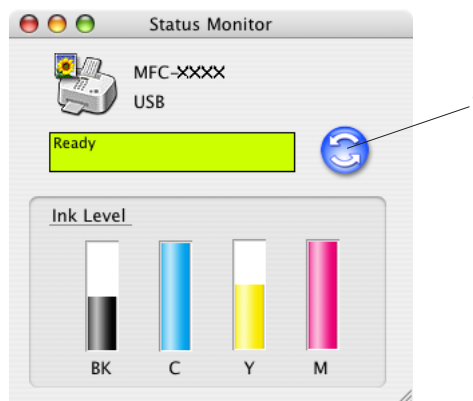 Status Monitor
MFC-XXXX
USB
Ready
Ink Level
BK C Y M